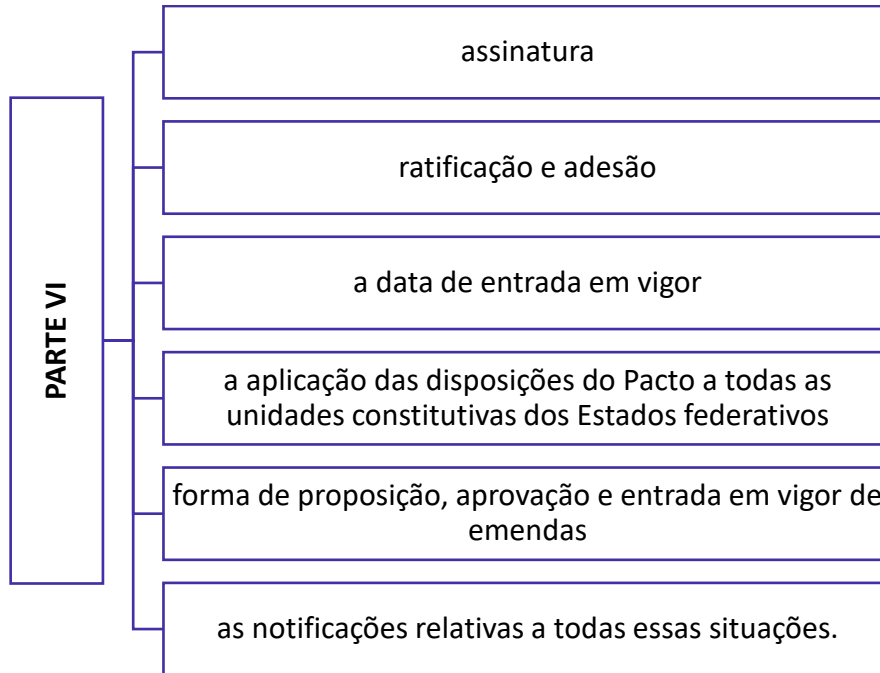 PARTE VI
assinatura
ratificação e adesão
a data de entrada em vigor
a aplicação das disposições do Pacto a todas as
unidades constitutivas dos Estados federativos
forma de proposição, aprovação e entrada em vigor de
emendas
as notificações relativas a todas essas situações.